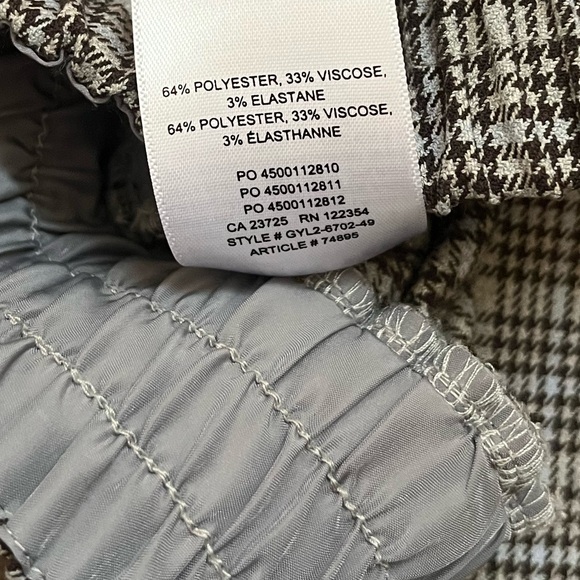 64% POLYESTER, 33% VISCOSE,
3% ELASTANE
64% POLYESTER, 33% VISCOSE,
3% ÉLASTHANNE
PO 4500112810
PO 4500112811
PO 4500112812
CA 23725 RN 122354
STYLE # GYL2-6702-49
ARTICLE # 74895